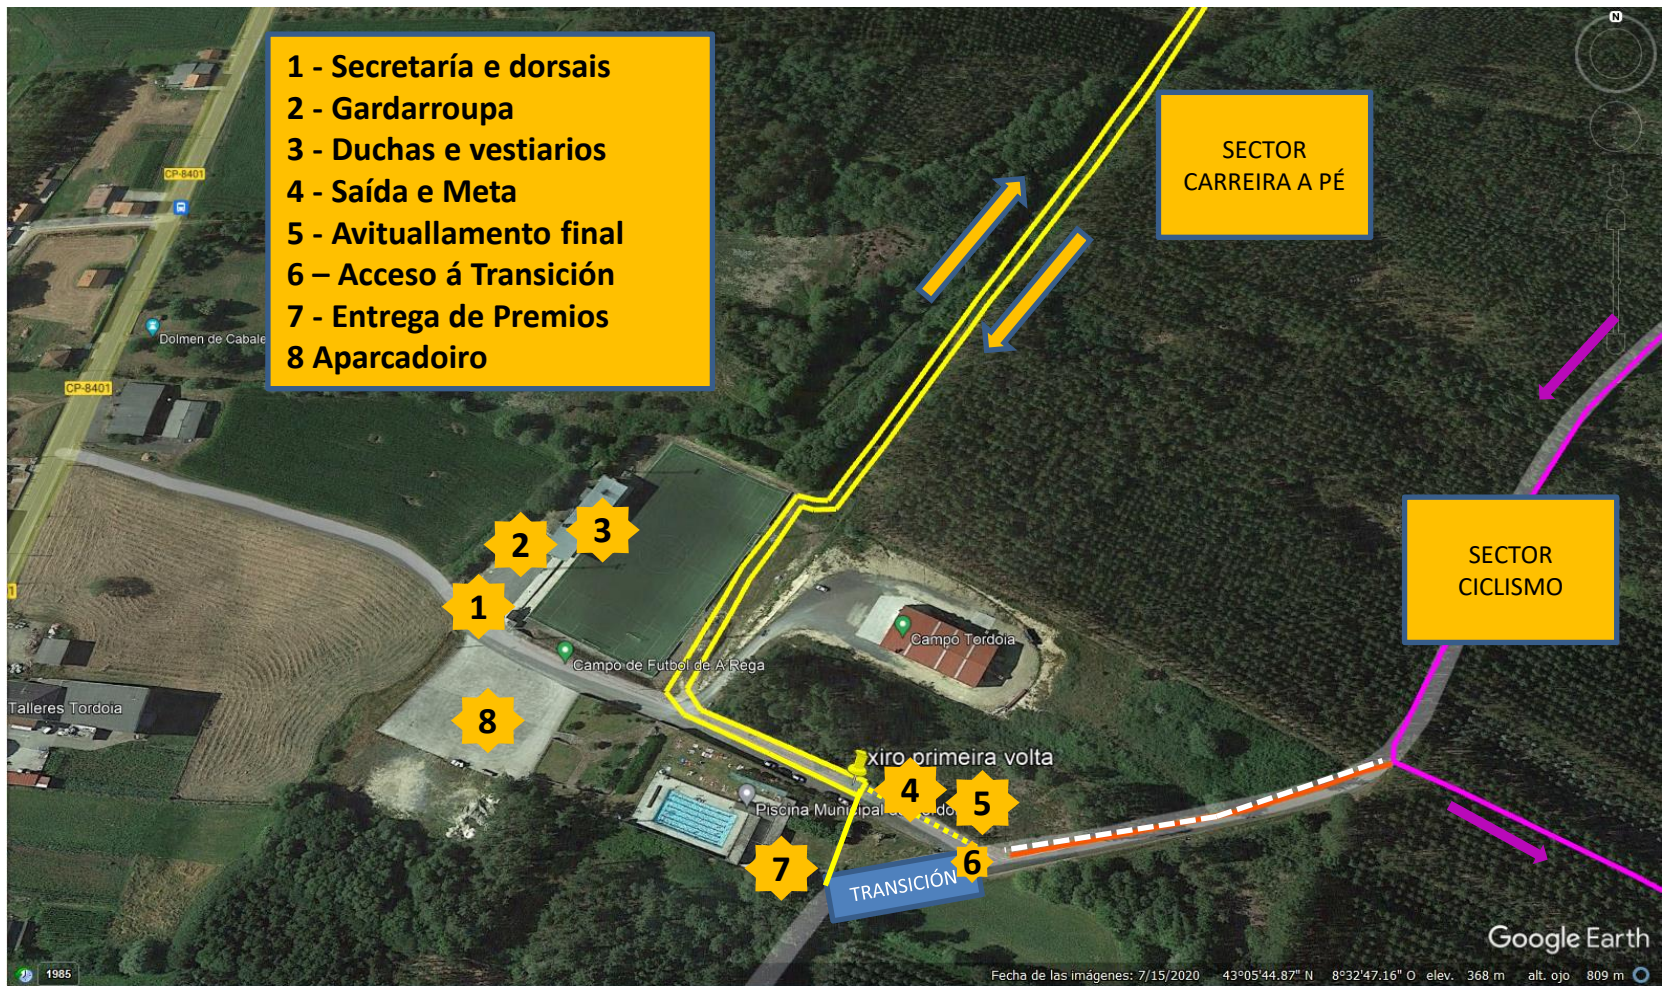 1 - Secretaría e dorsais
2 - Gardarroupa
3 - Duchas e vestiarios
4 - Saída e Meta
5 - Avituallamento final
6 – Acceso á Transición
7 - Entrega de Premios
8 Aparcadoiro
N
SECTOR
CARREIRA A PÉ
CP-8401
Dolmen de Cabale
CP-8401
SECTOR
CICLISMO
2
3
1
1
Campo Tordoia
Campo de Futbol de A Rega
Talleres Tordoia
8
xiro primeira volta
4
5
Piscina Municipal
7
6
TRANSICIÓN
Google Earth
1985
Fecha de las imágenes: 7/15/2020 43°05'44.87" N 8°32'47.16" O elev. 368 m alt. ojo 809 m